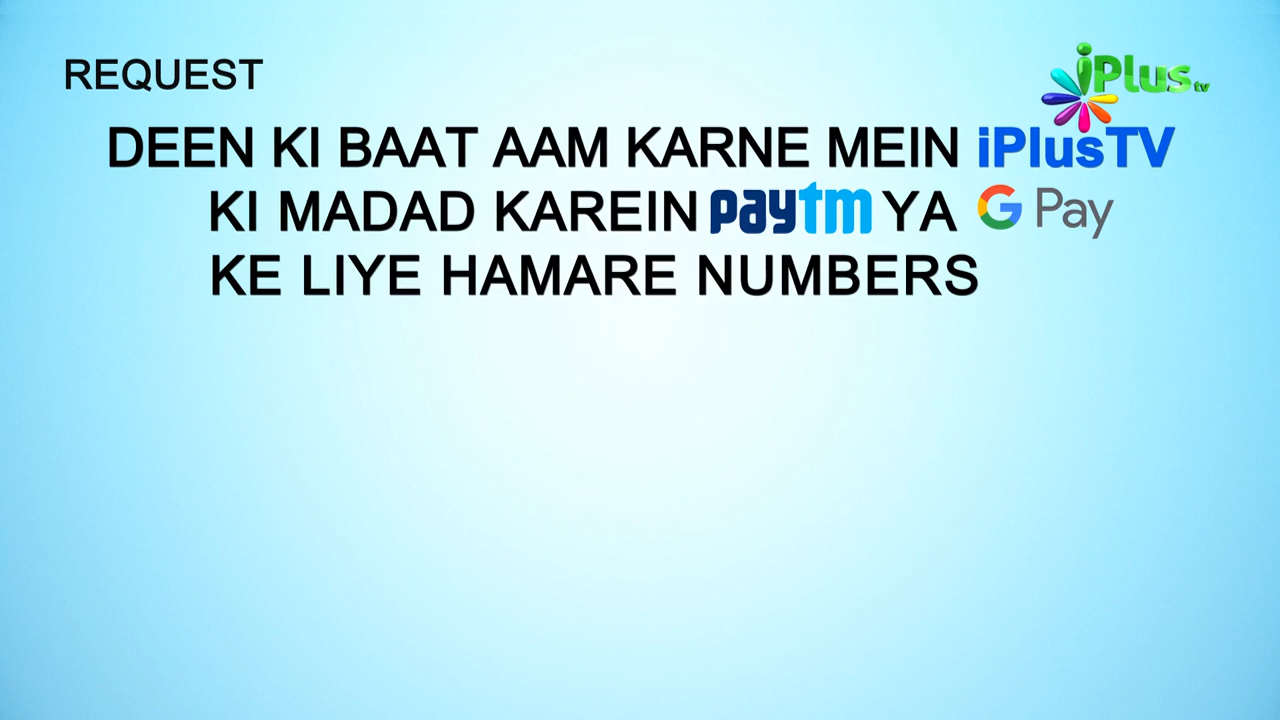 REQUEST
iPlus tv
DEEN KI BAAT AAM KARNE MEIN iPlusTV
KI MADAD KAREIN paytm YA G Pay
KE LIYE HAMARE NUMBERS